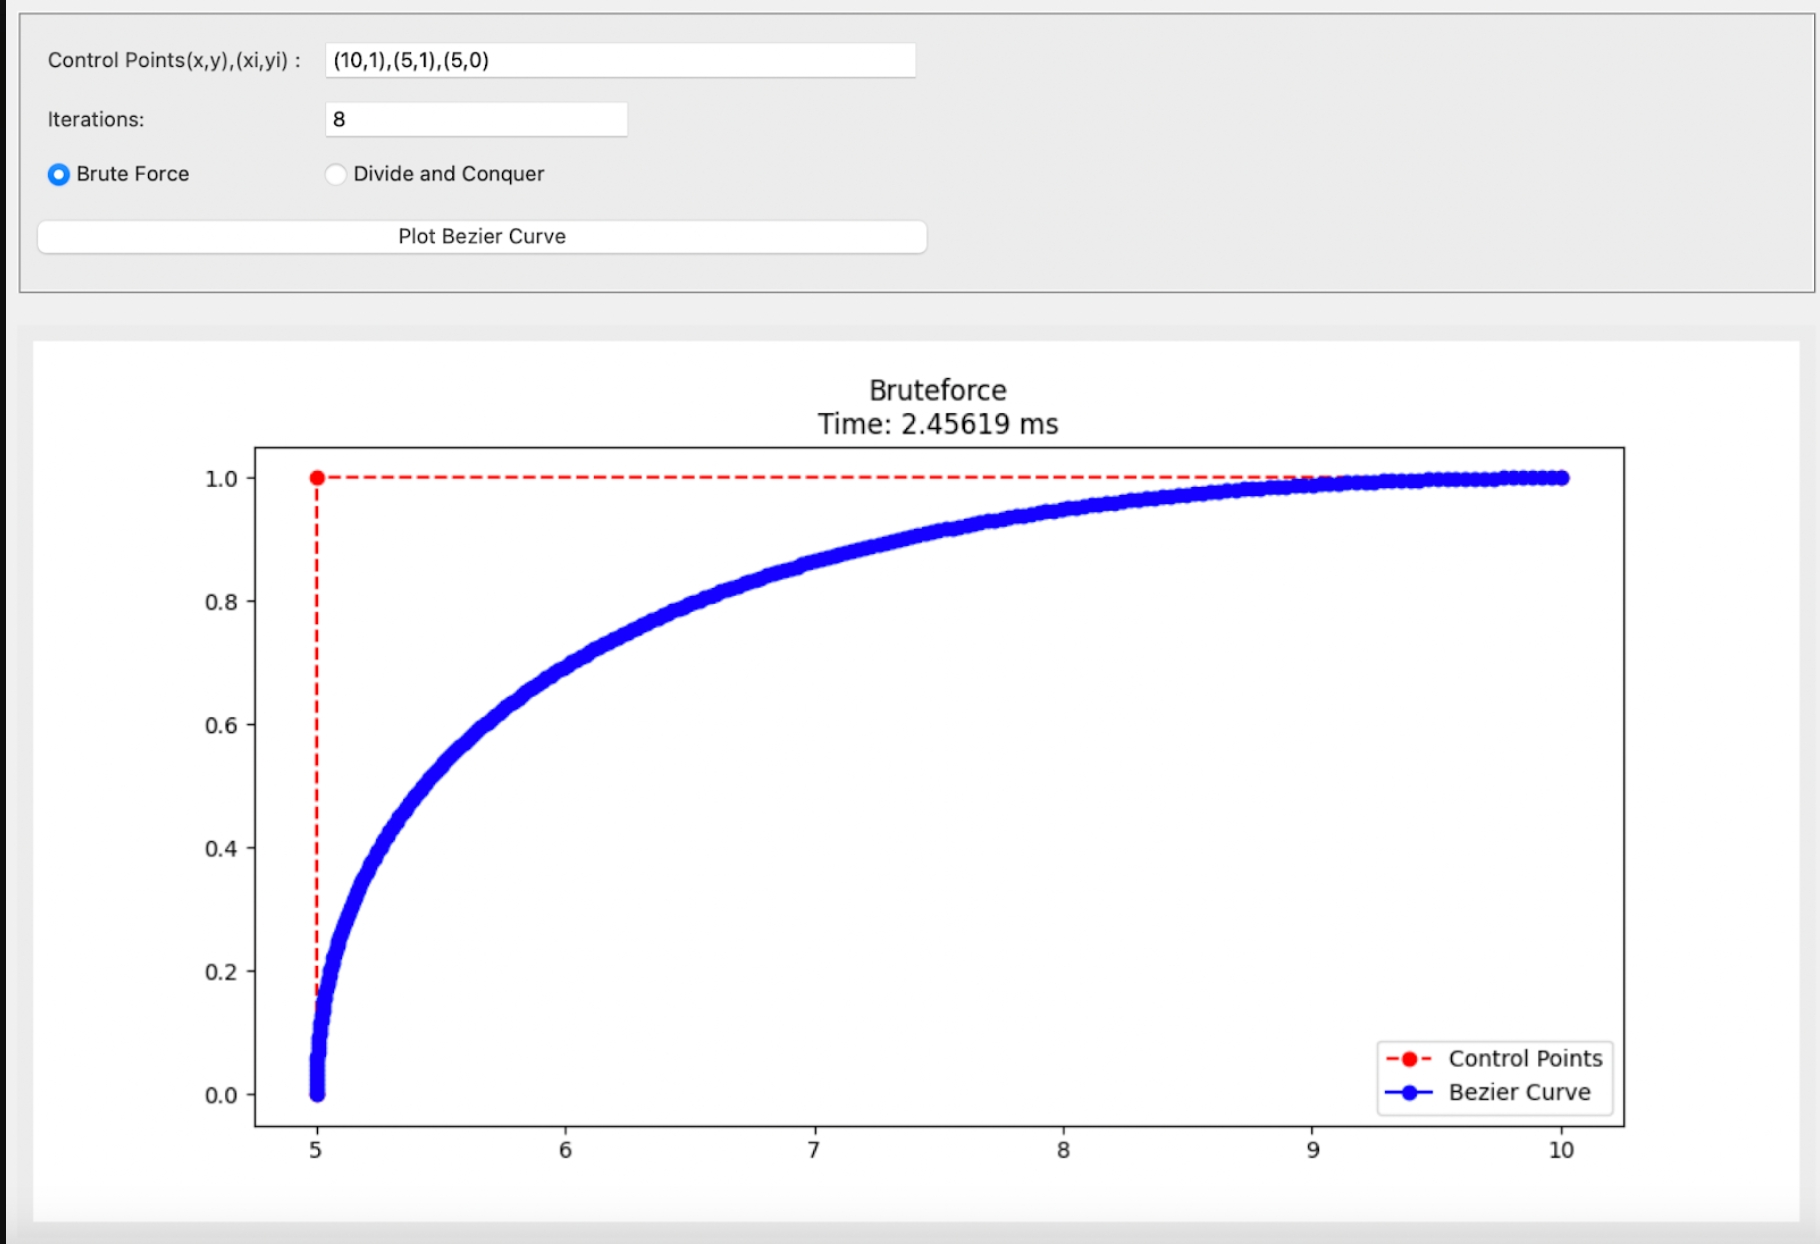 Control Points(x,y),(xi,yi) : (10,1),(5,1),(5,0)
Iterations: 8
Brute Force Divide and Conquer
Plot Bezier Curve
Bruteforce
Time: 2.45619 ms
1.0
0.8
0.6
0.4
0.2
0.0
Control Points
Bezier Curve
5 6 7 8 9 10